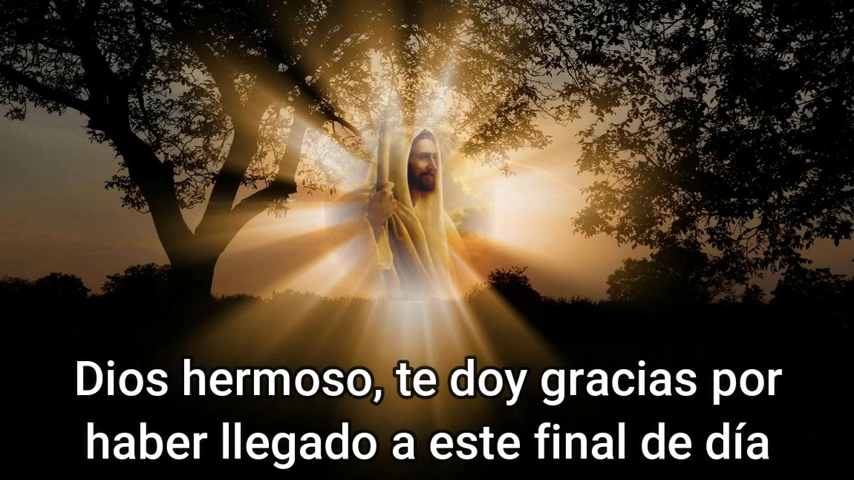 Dios hermoso, te doy gracias por
haber llegado a este final de día